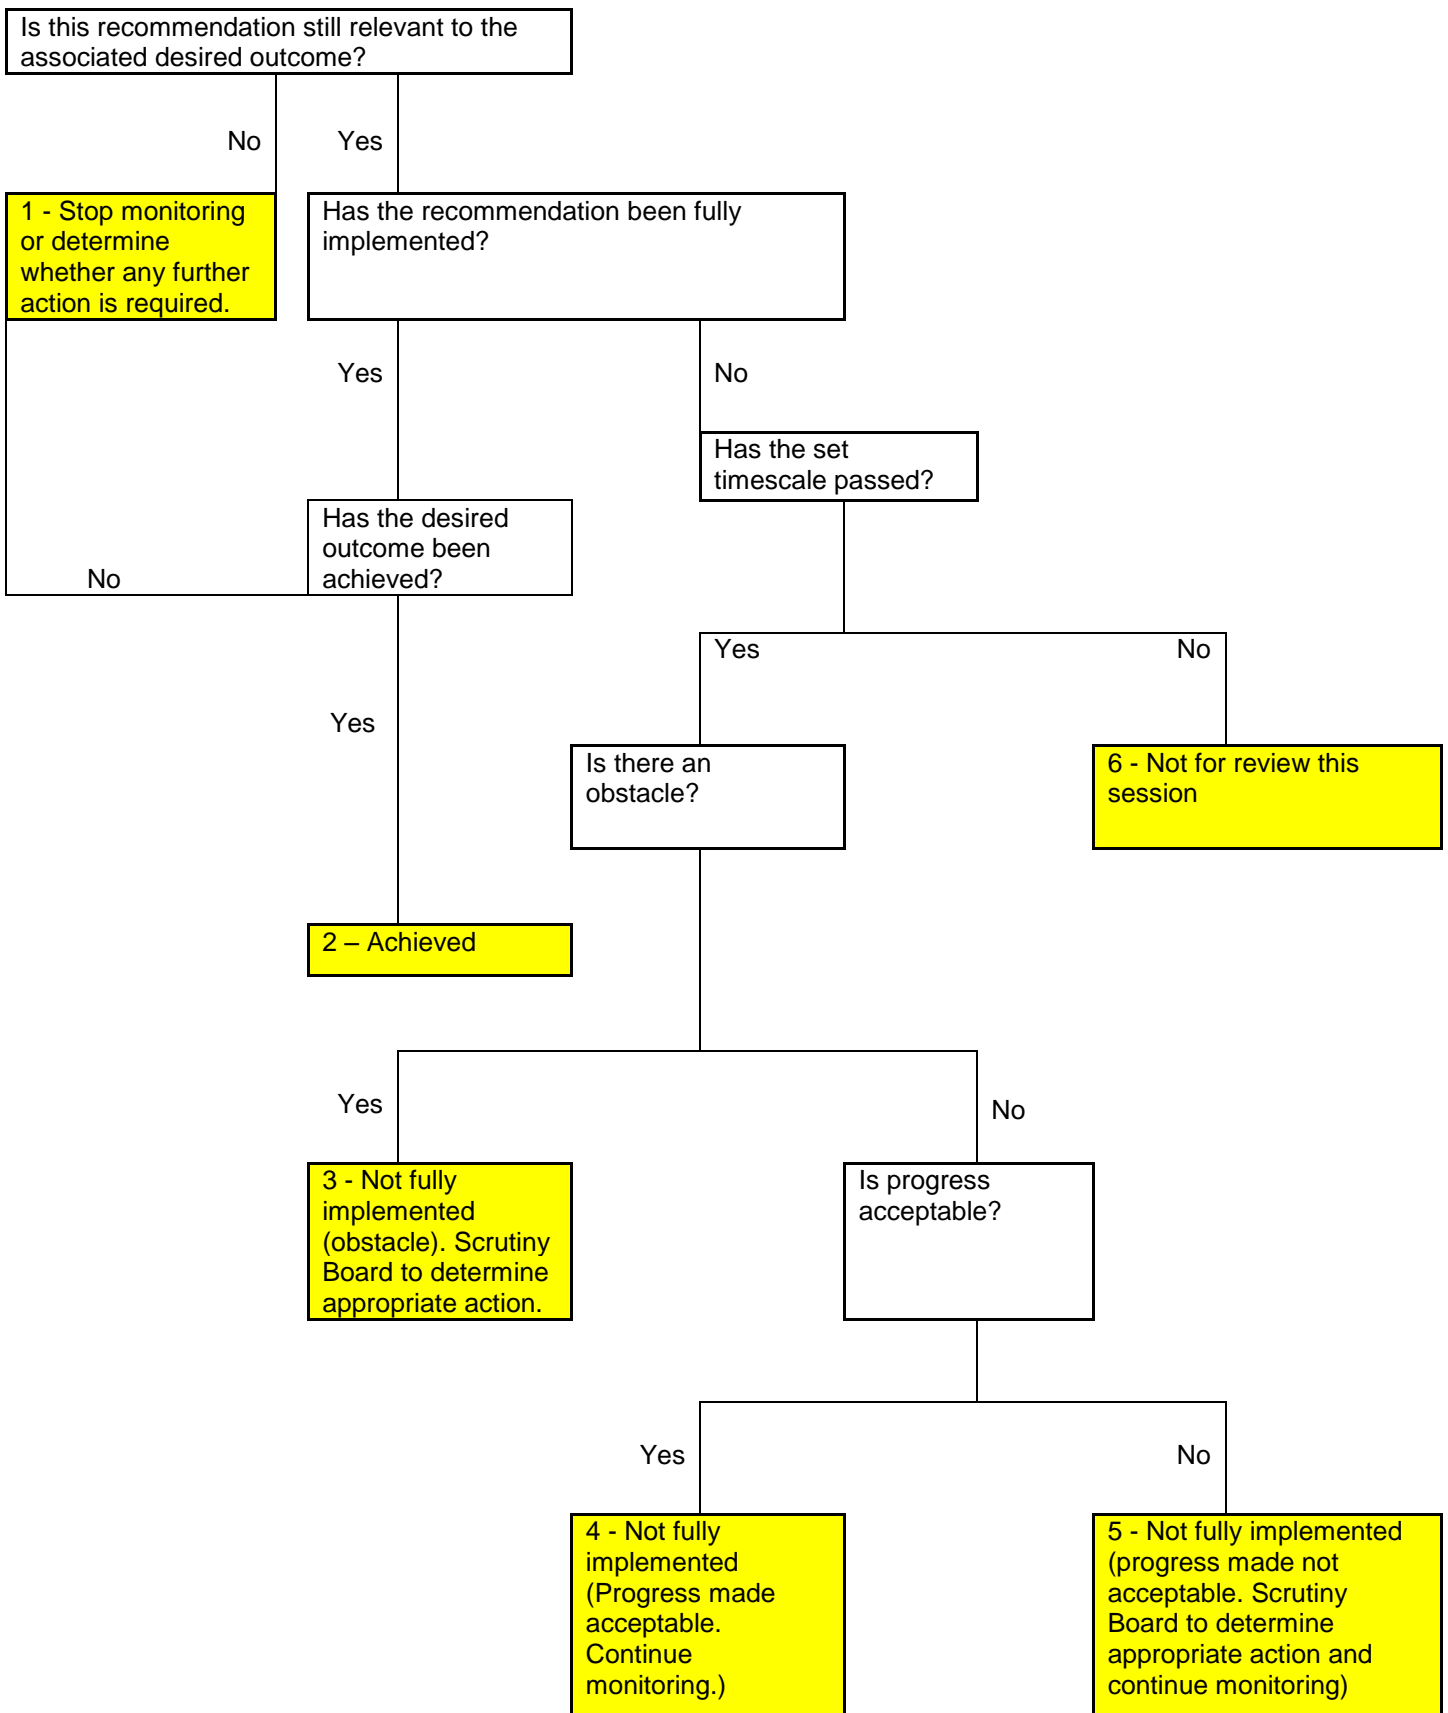 Is this recommendation still relevant to the
associated desired outcome?
No
Yes
1 - Stop monitoring
or determine
whether any further
action is required.
Has the recommendation been fully
implemented?
Yes
No
Has the set
timescale passed?
Has the desired
outcome been
achieved?
No
Yes
No
Yes
Is there an
obstacle?
6 - Not for review this
session
2 – Achieved
Yes
No
3 - Not fully
implemented
(obstacle). Scrutiny
Board to determine
appropriate action.
Is progress
acceptable?
Yes
No
4 - Not fully
implemented
(Progress made
acceptable.
Continue
monitoring.)
5 - Not fully implemented
(progress made not
acceptable. Scrutiny
Board to determine
appropriate action and
continue monitoring)